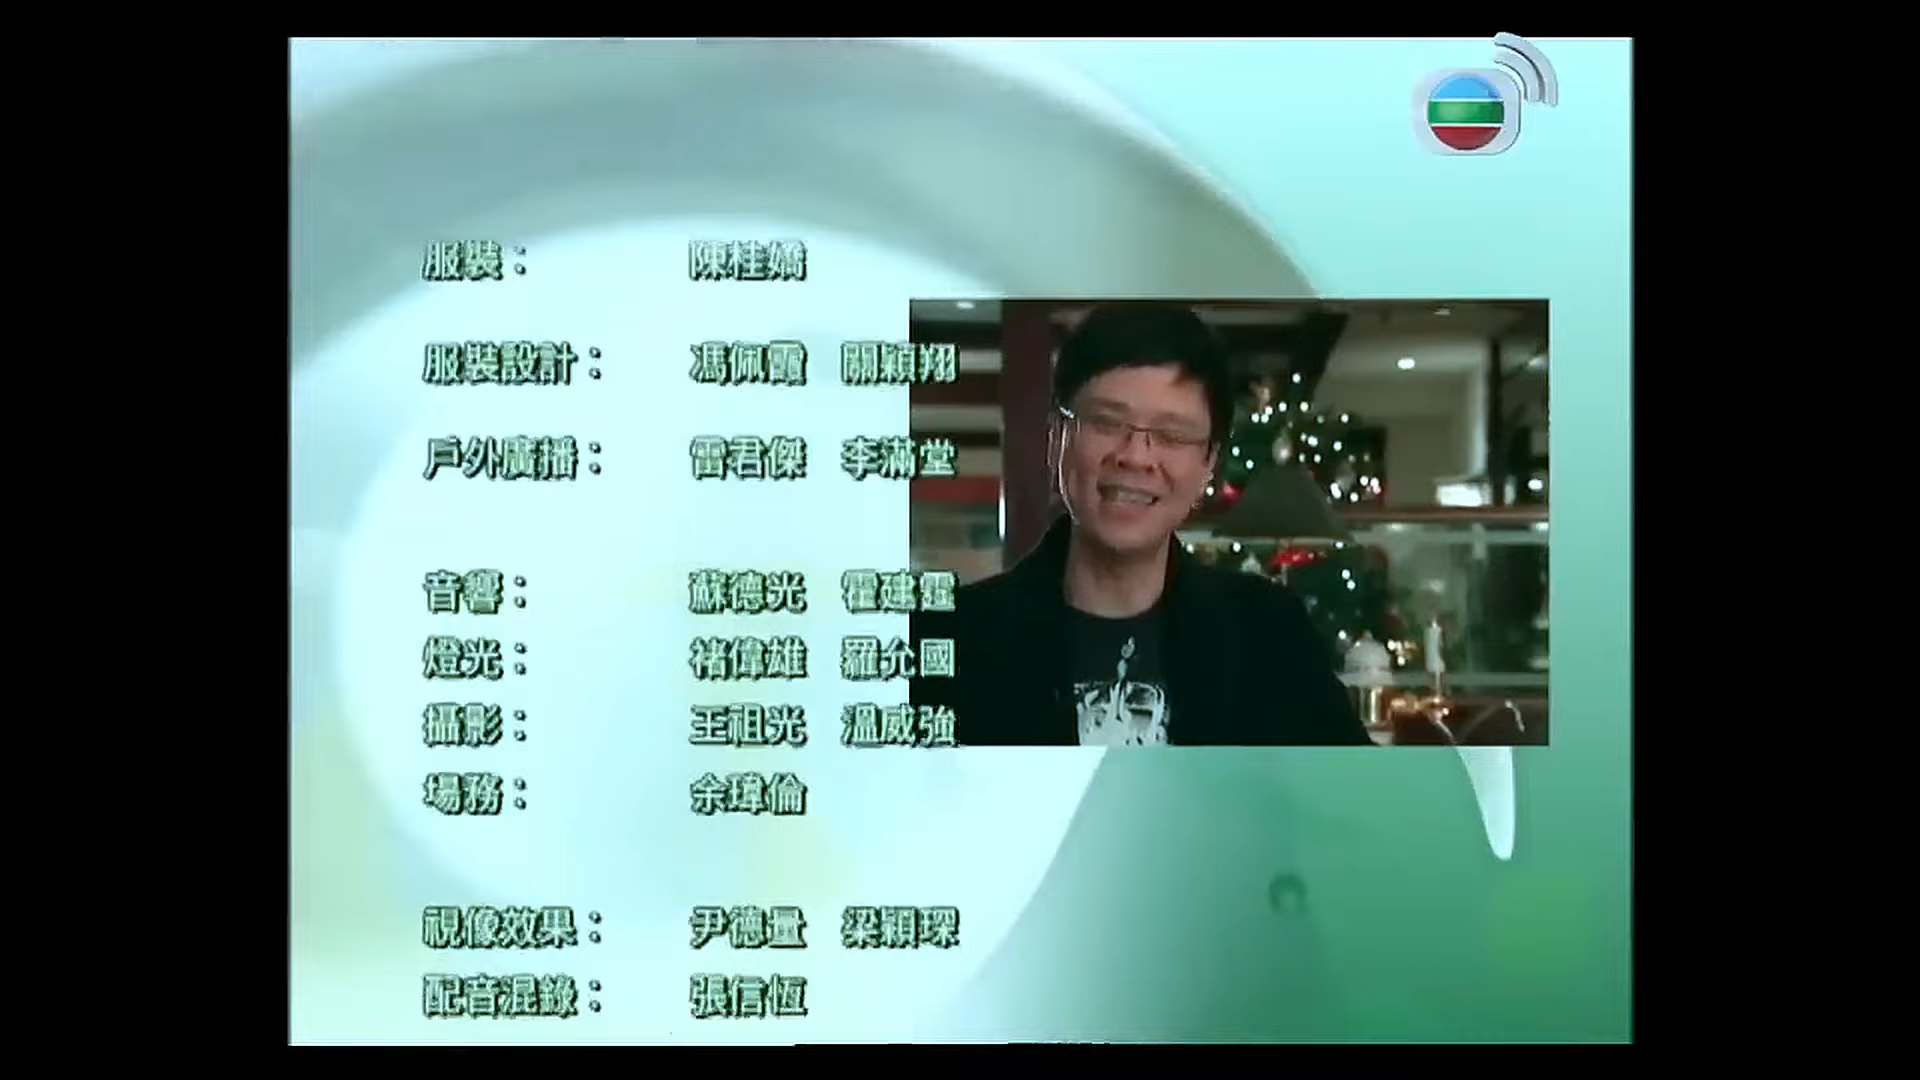 服裝： 陳桂嬌
服裝設計： 馮佩霞 關穎翔
戶外廣播： 雷君傑 李滿堂
音響： 蘇德光 霍建霆
燈光： 褚偉雄 羅允國
攝影： 王祖光 溫威強
場務： 余瑋倫
視像效果： 尹德量 梁穎琛
配音混錄： 張信恆